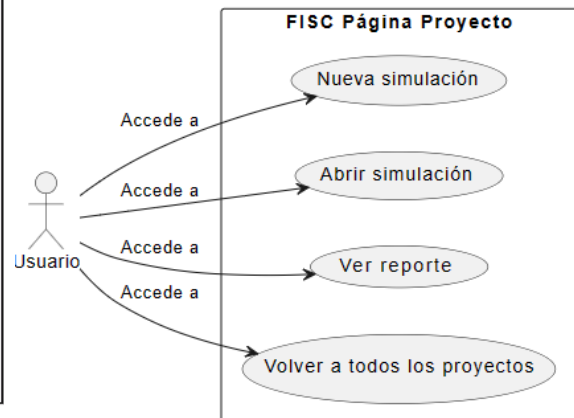 FISC Página Proyecto
Nueva simulación
Accede a
Abrir simulación
Accede a
Usuario
Accede a
Ver reporte
Accede a
Volver a todos los proyectos